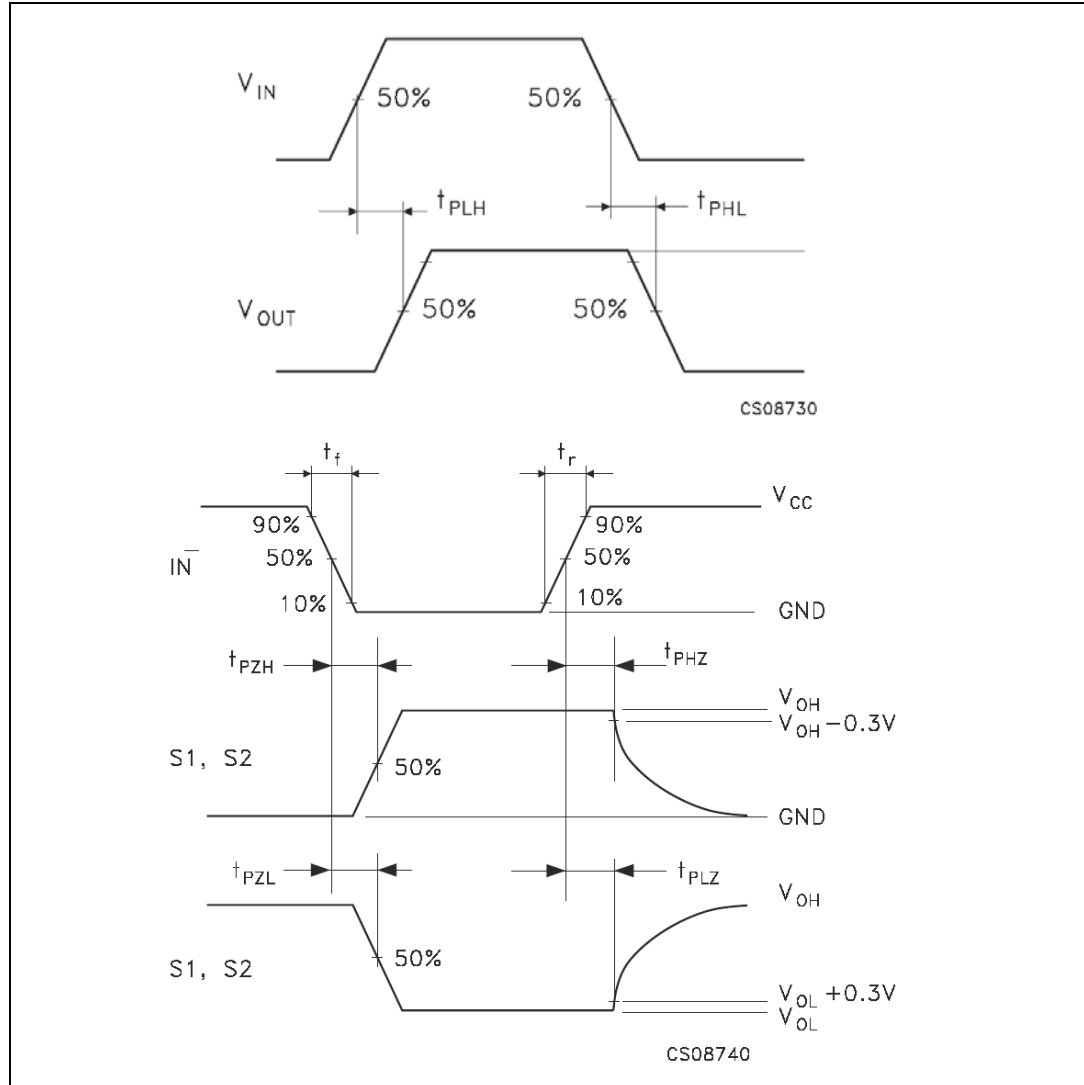 V_IN 50% 50%
t_PLH t_PHL
V_OUT 50% 50%
CS08730
t_f t_r
V_CC
90% 90%
IN‾ 50% 50%
10% 10% GND
t_PZH t_PHZ
V_OH
V_OH −0.3V
S1, S2 50%
GND
t_PZL t_PLZ
V_OH
S1, S2 50%
V_OL +0.3V
V_OL
CS08740